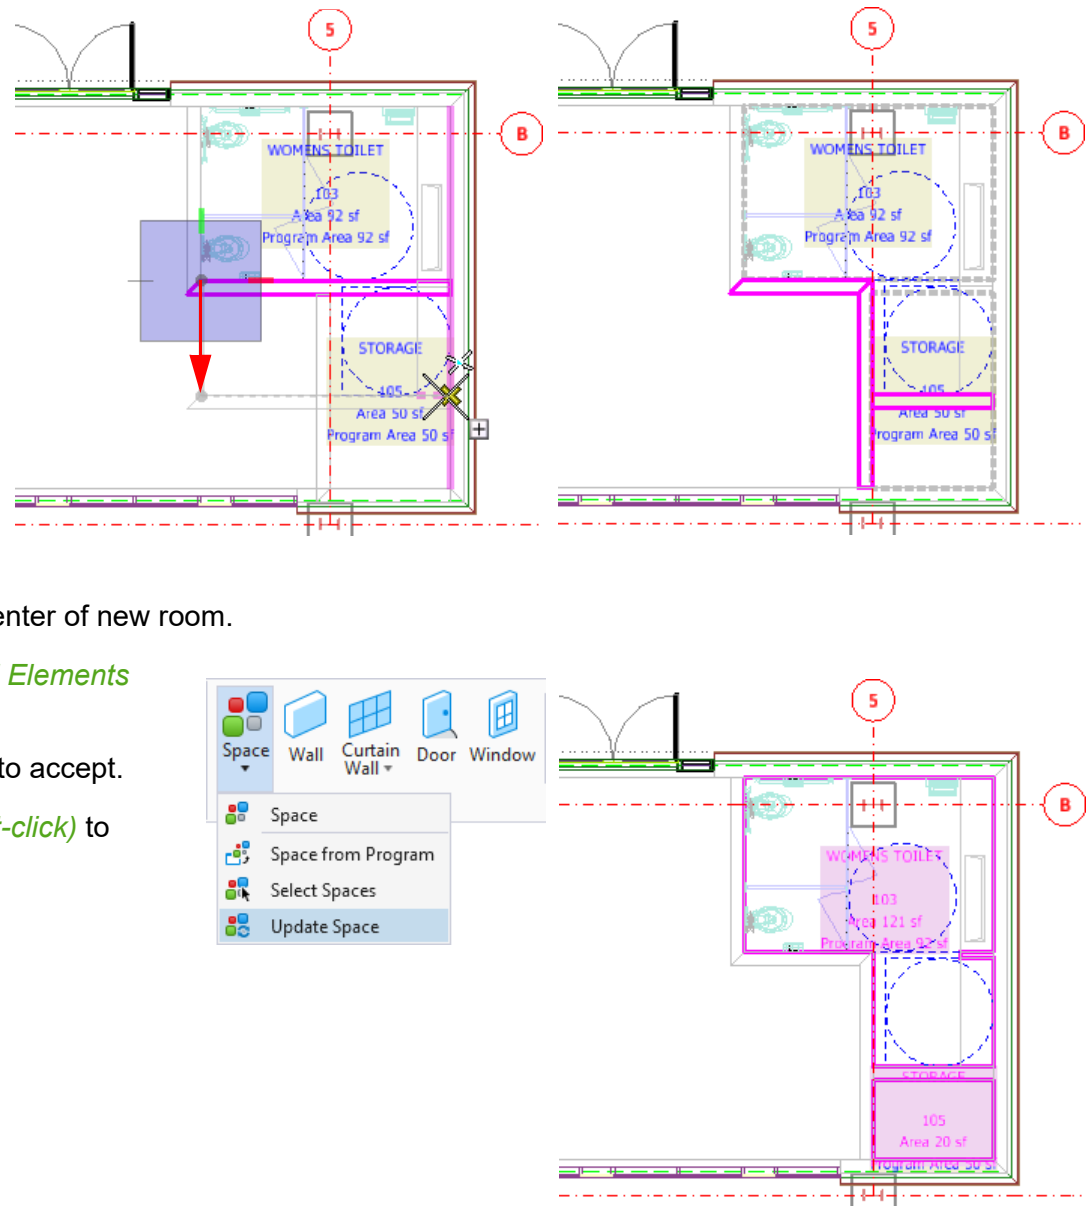 5
B
WOMENS TOILET
103
Area 92 sf
Program Area 92 sf
STORAGE
105
Area 50 sf
Program Area 50 sf
5
B
WOMENS TOILET
103
Area 92 sf
Program Area 92 sf
STORAGE
105
Area 50 sf
Program Area 50 sf
enter of new room.
Elements
to accept.
-click) to
Space
Wall
Curtain
Wall
Door
Window
Space
Space from Program
Select Spaces
Update Space
5
B
WOMENS TOILET
103
Area 121 sf
Program Area 92 sf
STORAGE
105
Area 20 sf
Program Area 50 sf